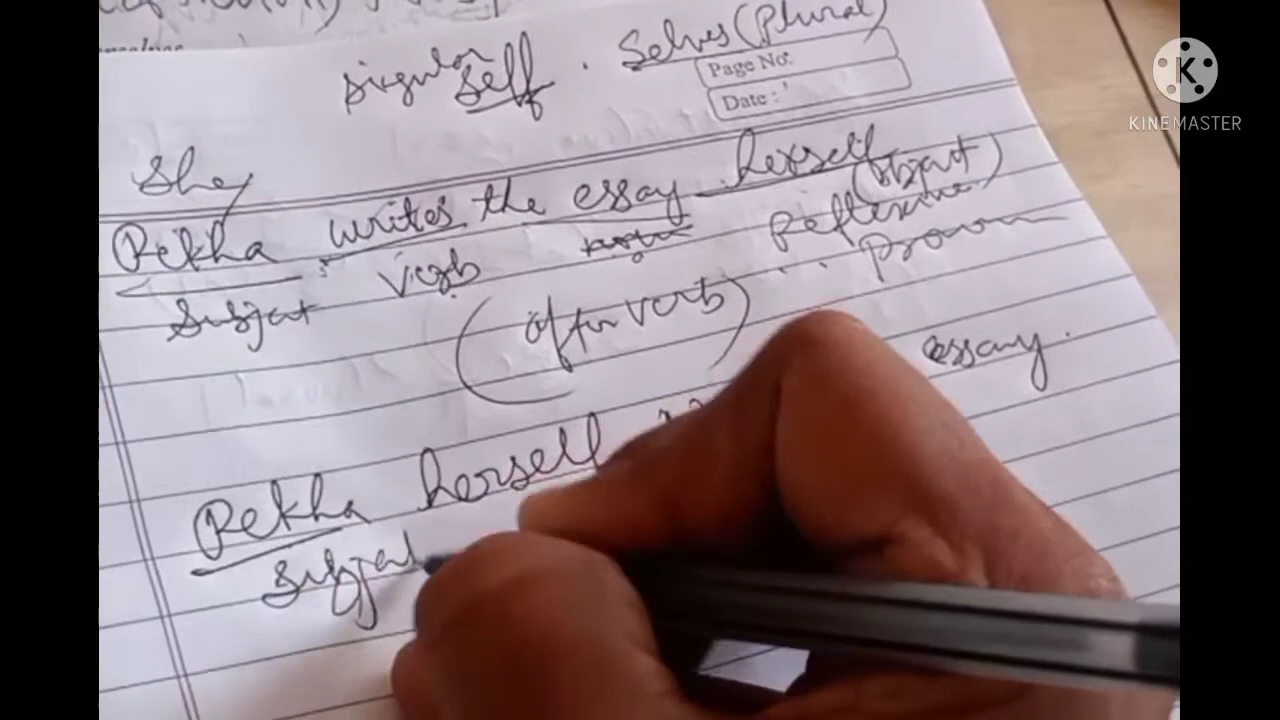 singular self . Selves (Plural)
Page No.
Date :
She
Rekha writes the essay herself
(object)
Subject verb Reflexive Pronoun
(after verb)
essay.
Rekha herself
Subject
K
KINEMASTER